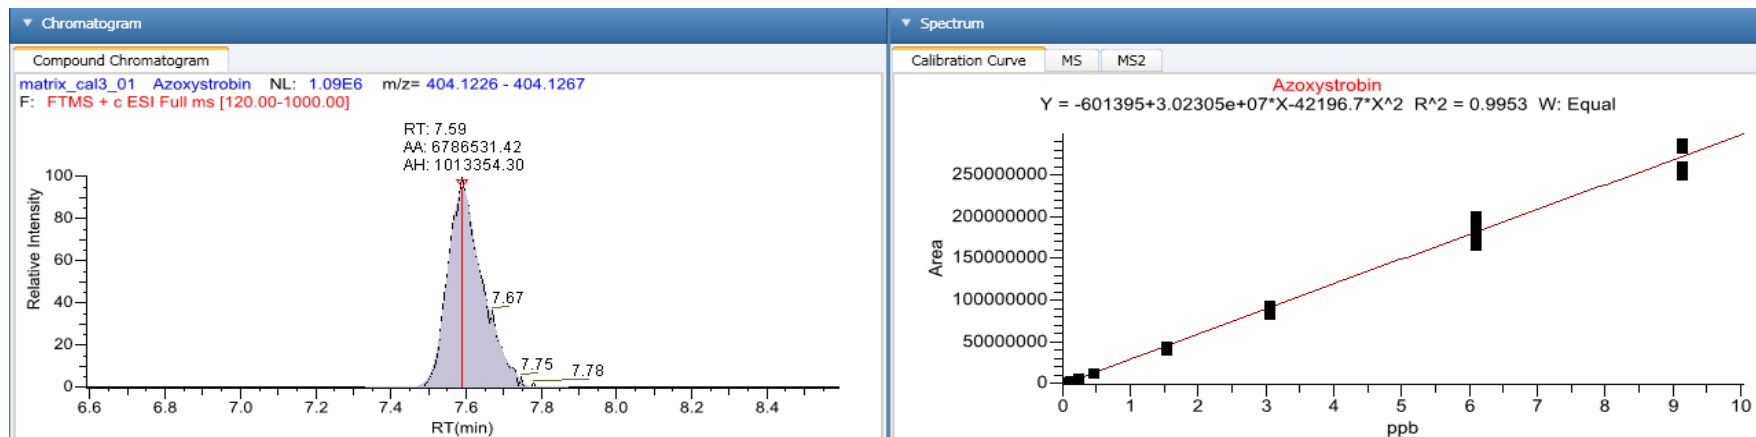 ▼ Chromatogram
Compound Chromatogram
matrix_cal3_01 Azoxystrobin NL: 1.09E6 m/z= 404.1226 - 404.1267
F: FTMS + c ESI Full ms [120.00-1000.00]
RT: 7.59
AA: 6786531.42
AH: 1013354.30
100
80
60
40
20
0
Relative Intensity
7.67
7.75
7.78
6.6 6.8 7.0 7.2 7.4 7.6 7.8 8.0 8.2 8.4
RT(min)
▼ Spectrum
Calibration Curve MS MS2
Azoxystrobin
Y = -601395+3.02305e+07*X-42196.7*X^2 R^2 = 0.9953 W: Equal
250000000
200000000
150000000
100000000
50000000
0
Area
0 1 2 3 4 5 6 7 8 9 10
ppb